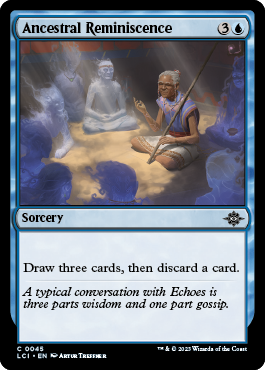 Ancestral Reminiscence 3
Sorcery
Draw three cards, then discard a card.
A typical conversation with Echoes is
three parts wisdom and one part gossip.
C 0045
LCI • EN Artur Treffner
™ & © 2023 Wizards of the Coast